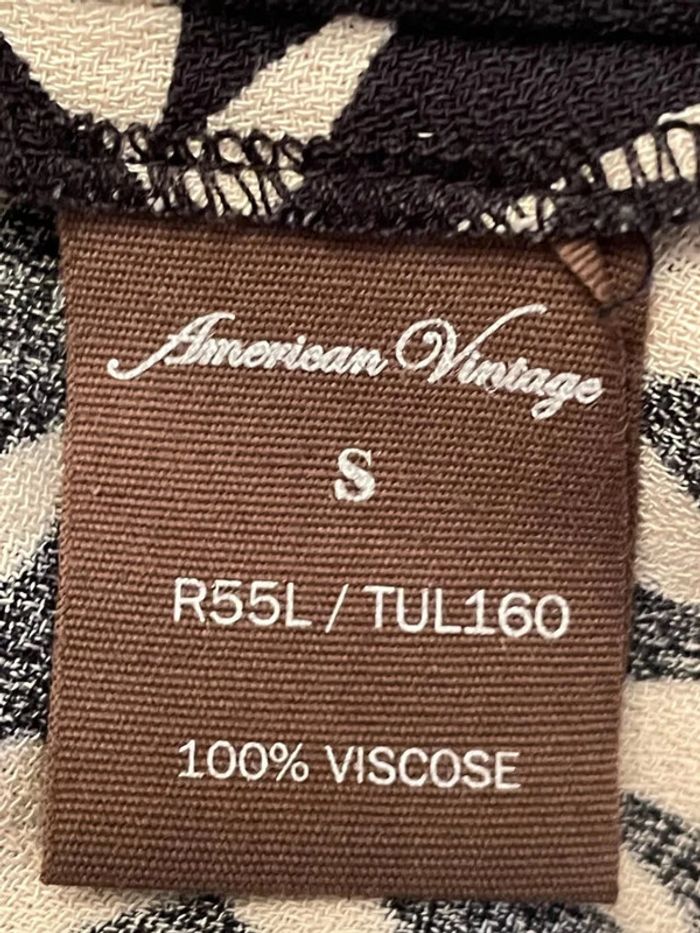 American Vintage
S
R55L / TUL160
100% VISCOSE